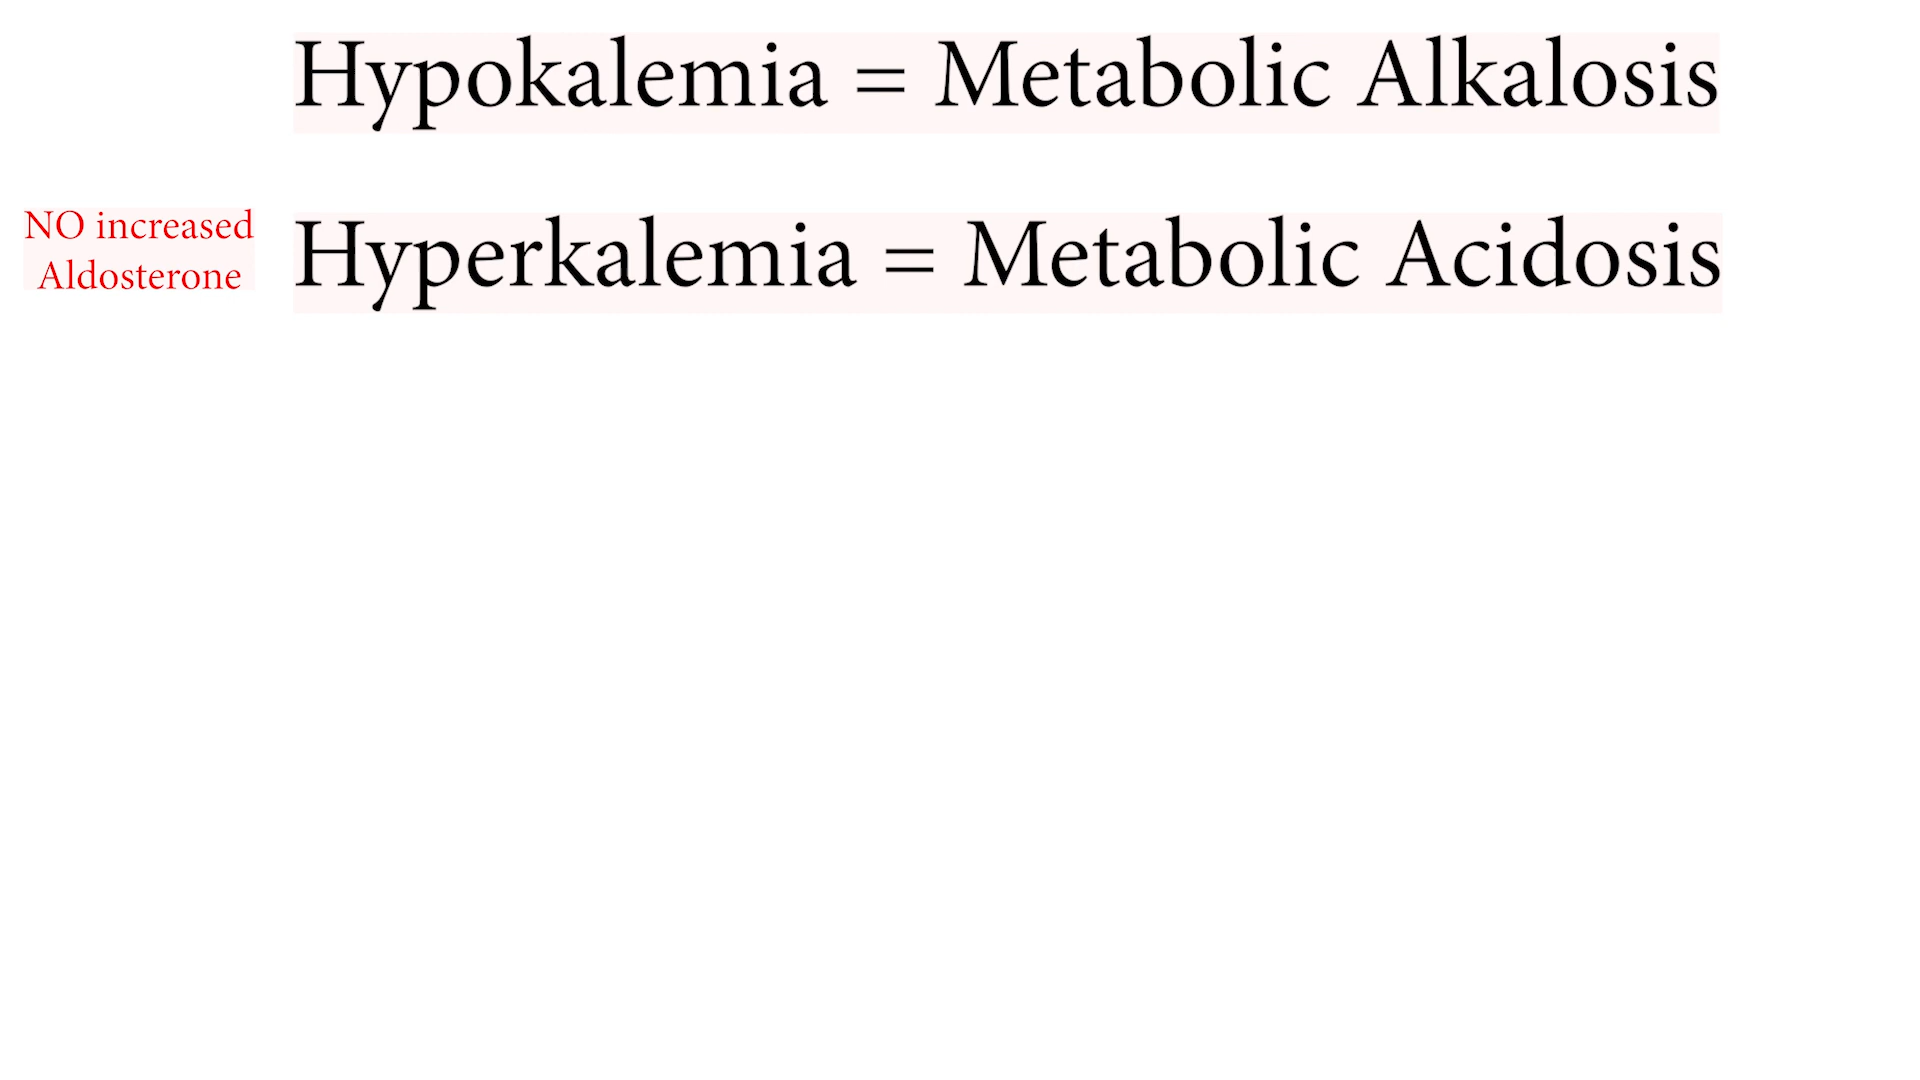 Hypokalemia = Metabolic Alkalosis
NO increased
Aldosterone
Hyperkalemia = Metabolic Acidosis